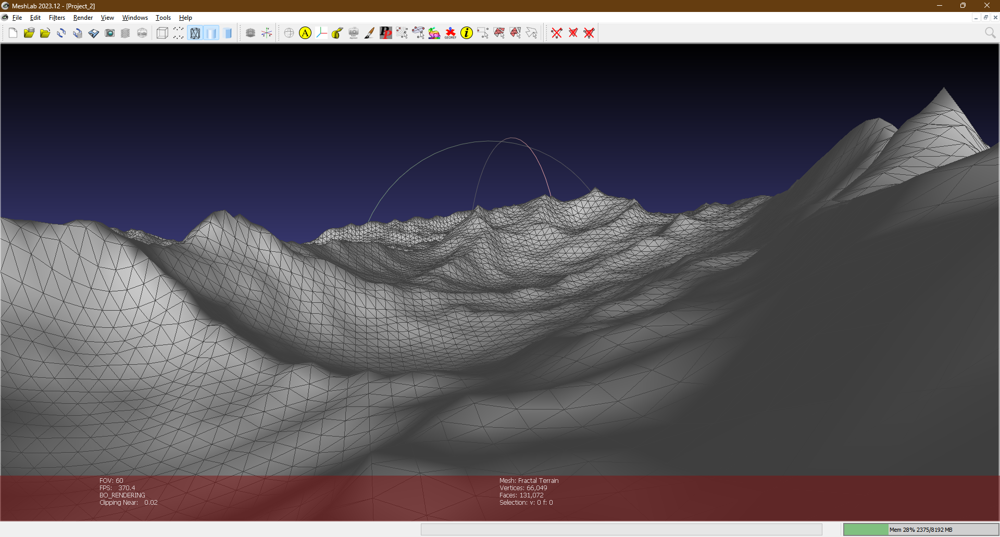 MeshLab 2023.12 - [Project_2]
File Edit Filters Render View Windows Tools Help
A
PP
GEOREF
i
FOV: 60
FPS: 370.4
BO_RENDERING
Clipping Near: 0.02
Mesh: Fractal Terrain
Vertices: 66,049
Faces: 131,072
Selection: v: 0 f: 0
Mem 28% 2375/8192 MB